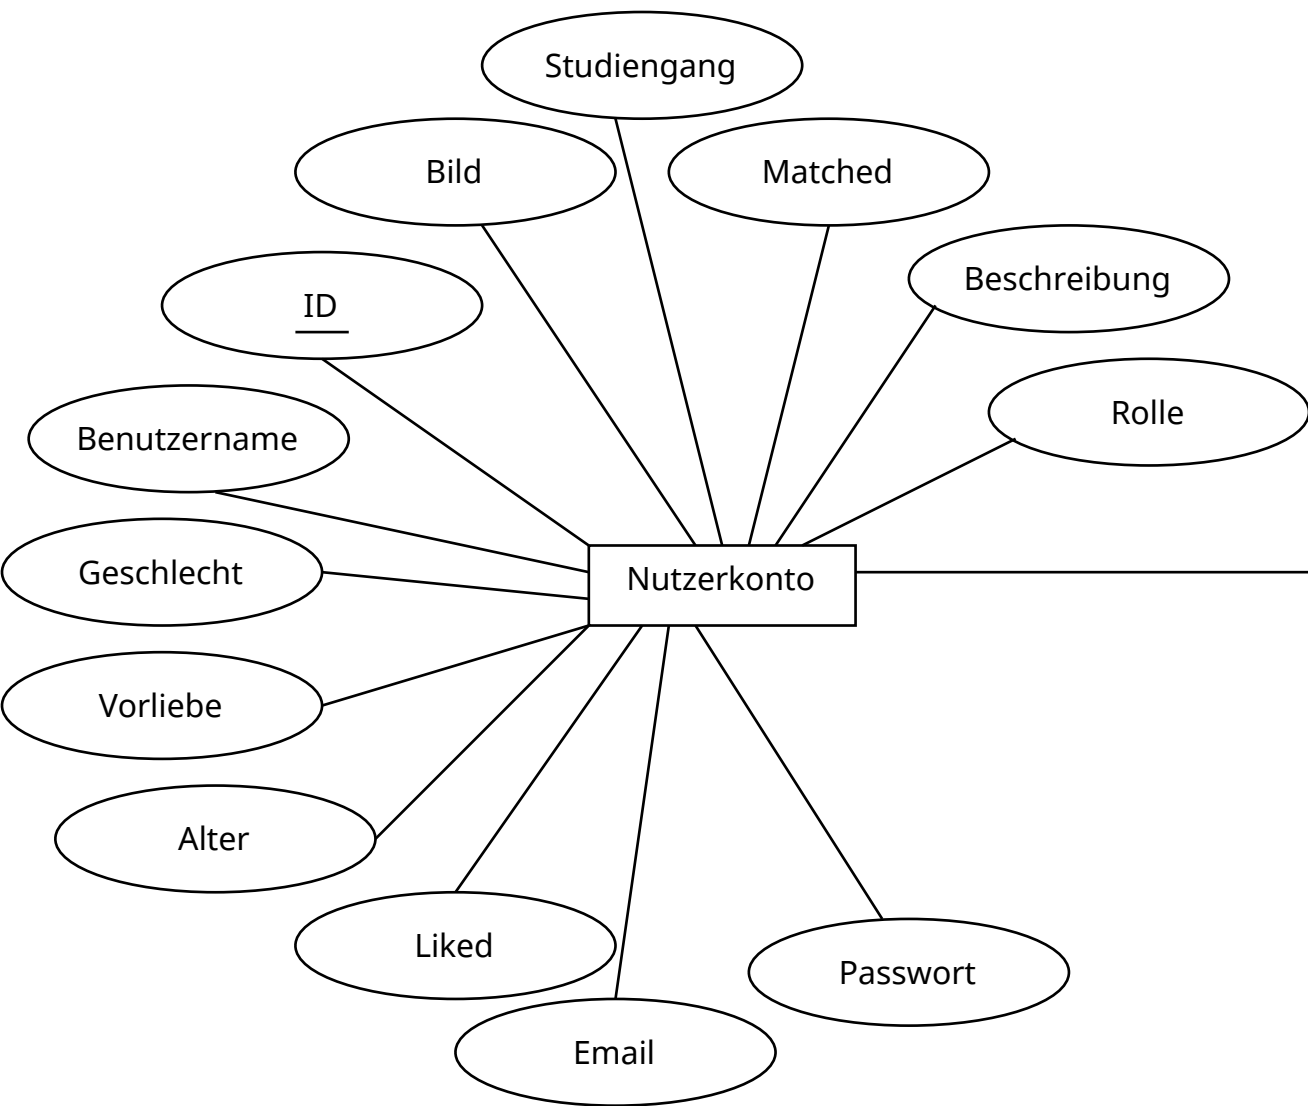 Studiengang
Bild
Matched
Beschreibung
ID
Rolle
Benutzername
Geschlecht
Nutzerkonto
Vorliebe
Alter
Liked
Passwort
Email